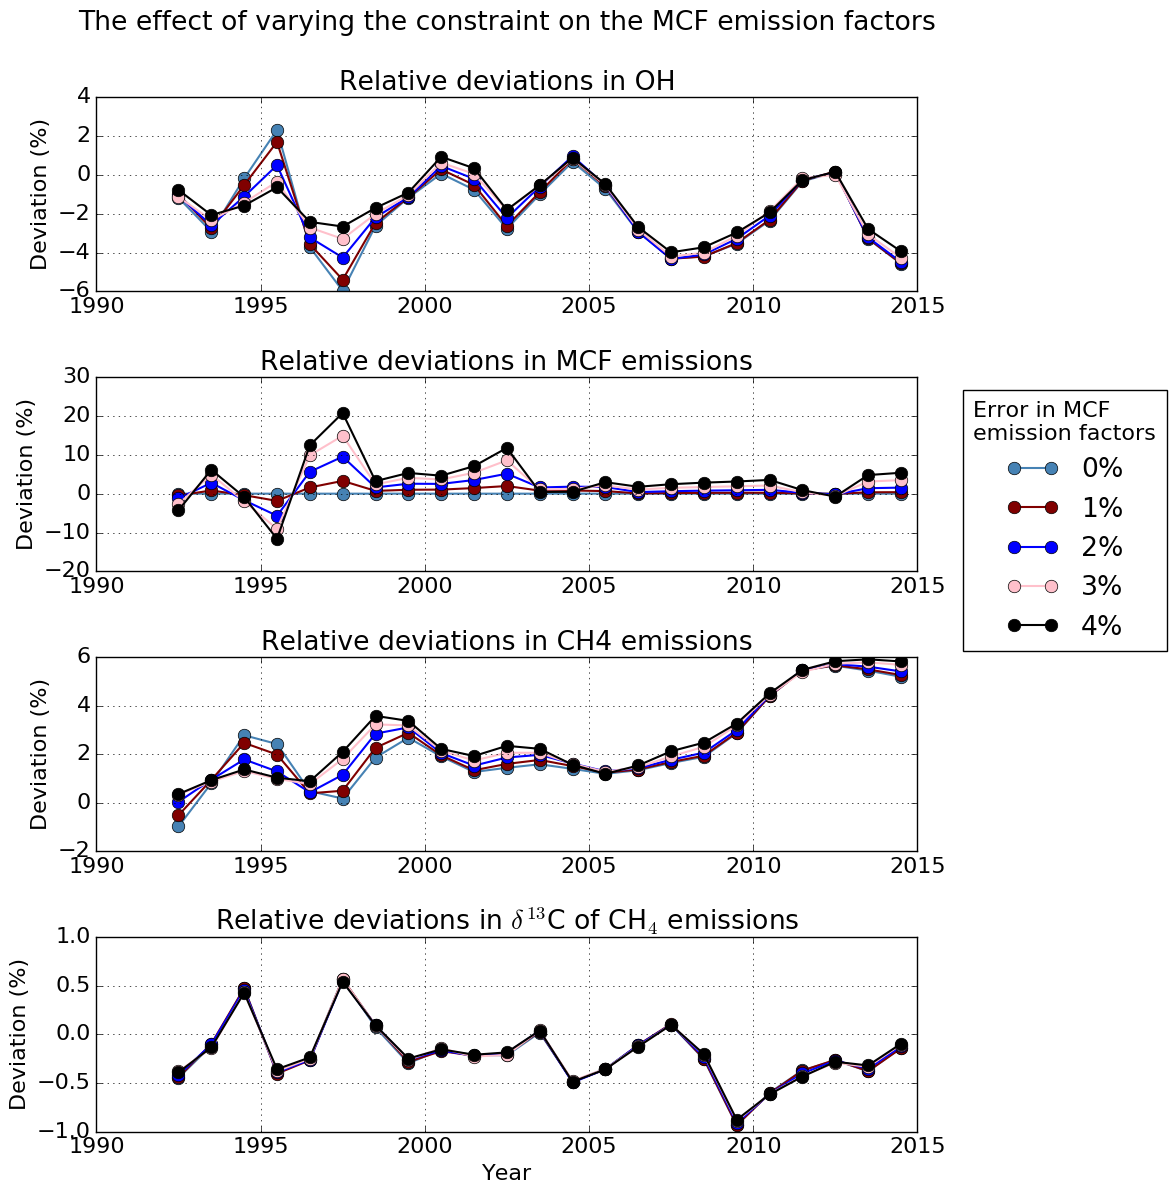 The effect of varying the constraint on the MCF emission factors
Relative deviations in OH
Deviation (%)
4
2
0
−2
−4
−6
1990 1995 2000 2005 2010 2015
Relative deviations in MCF emissions
Deviation (%)
30
20
10
0
−10
−20
1990 1995 2000 2005 2010 2015
Error in MCF
emission factors
0%
1%
2%
3%
4%
Relative deviations in CH4 emissions
Deviation (%)
6
4
2
0
−2
1990 1995 2000 2005 2010 2015
Relative deviations in δ¹³C of CH₄ emissions
Deviation (%)
1.0
0.5
0.0
−0.5
−1.0
1990 1995 2000 2005 2010 2015
Year